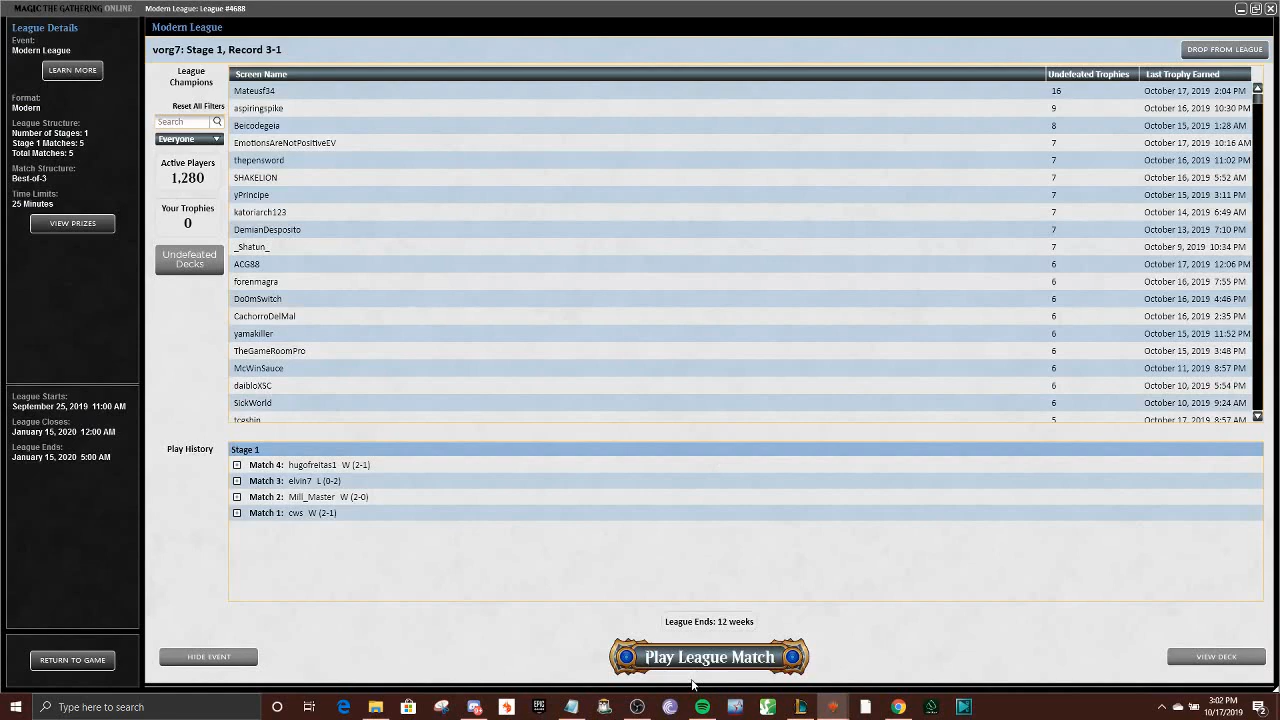 MAGIC THE GATHERING ONLINE
Modern League: League #4688
League Details
Event:
Modern League
LEARN MORE
Format:
Modern
League Structure:
Number of Stages: 1
Stage 1 Matches: 5
Total Matches: 5
Match Structure:
Best-of-3
Time Limits:
25 Minutes
VIEW PRIZES
League Starts:
September 25, 2019 11:00 AM
League Closes:
January 15, 2020 12:00 AM
League Ends:
January 15, 2020 5:00 AM
RETURN TO GAME
Modern League
vorg7: Stage 1, Record 3-1
DROP FROM LEAGUE
League
Champions
Reset All Filters
Search
Everyone
Active Players
1,280
Your Trophies
0
Undefeated
Decks
Screen Name Undefeated Trophies Last Trophy Earned
Mateusf34 16 October 17, 2019 2:04 PM
aspiringspike 9 October 16, 2019 10:30 PM
Beicodegeia 8 October 15, 2019 1:28 AM
EmotionsAreNotPositiveEV 7 October 17, 2019 10:16 AM
thepensword 7 October 16, 2019 11:02 PM
SHAKELION 7 October 16, 2019 5:52 AM
yPrincipe 7 October 15, 2019 3:11 PM
katoriarch123 7 October 14, 2019 6:49 AM
DemianDesposito 7 October 13, 2019 7:10 PM
_Shatun_ 7 October 9, 2019 10:34 PM
ACG88 6 October 17, 2019 12:06 PM
forenmagra 6 October 16, 2019 7:55 PM
Do0mSwitch 6 October 16, 2019 4:46 PM
CachorroDelMal 6 October 16, 2019 2:35 PM
yamakiller 6 October 15, 2019 11:52 PM
TheGameRoomPro 6 October 15, 2019 3:48 PM
McWinSauce 6 October 11, 2019 8:57 PM
daibloXSC 6 October 10, 2019 5:54 PM
SickWorld 6 October 10, 2019 9:24 AM
5 October 17, 2019 8:57 AM
Play History
Stage 1
Match 4: hugofreitas1 W (2-1)
Match 3: elvin7 L (0-2)
Match 2: Mill_Master W (2-0)
Match 1: cws W (2-1)
League Ends: 12 weeks
HIDE EVENT
Play League Match
VIEW DECK
Type here to search
EPIC
GAMES
3:02 PM
10/17/2019
2